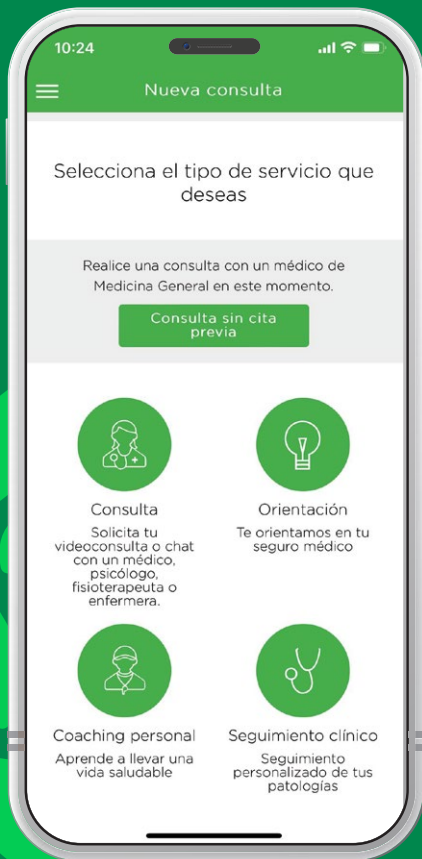 10:24
Nueva consulta
Selecciona el tipo de servicio que
deseas
Realice una consulta con un médico de
Medicina General en este momento.
Consulta sin cita
previa
Consulta
Solicita tu
videoconsulta o chat
con un médico,
psicólogo,
fisioterapeuta o
enfermera.
Orientación
Te orientamos en tu
seguro médico
Coaching personal
Aprende a llevar una
vida saludable
Seguimiento clínico
Seguimiento
personalizado de tus
patologías